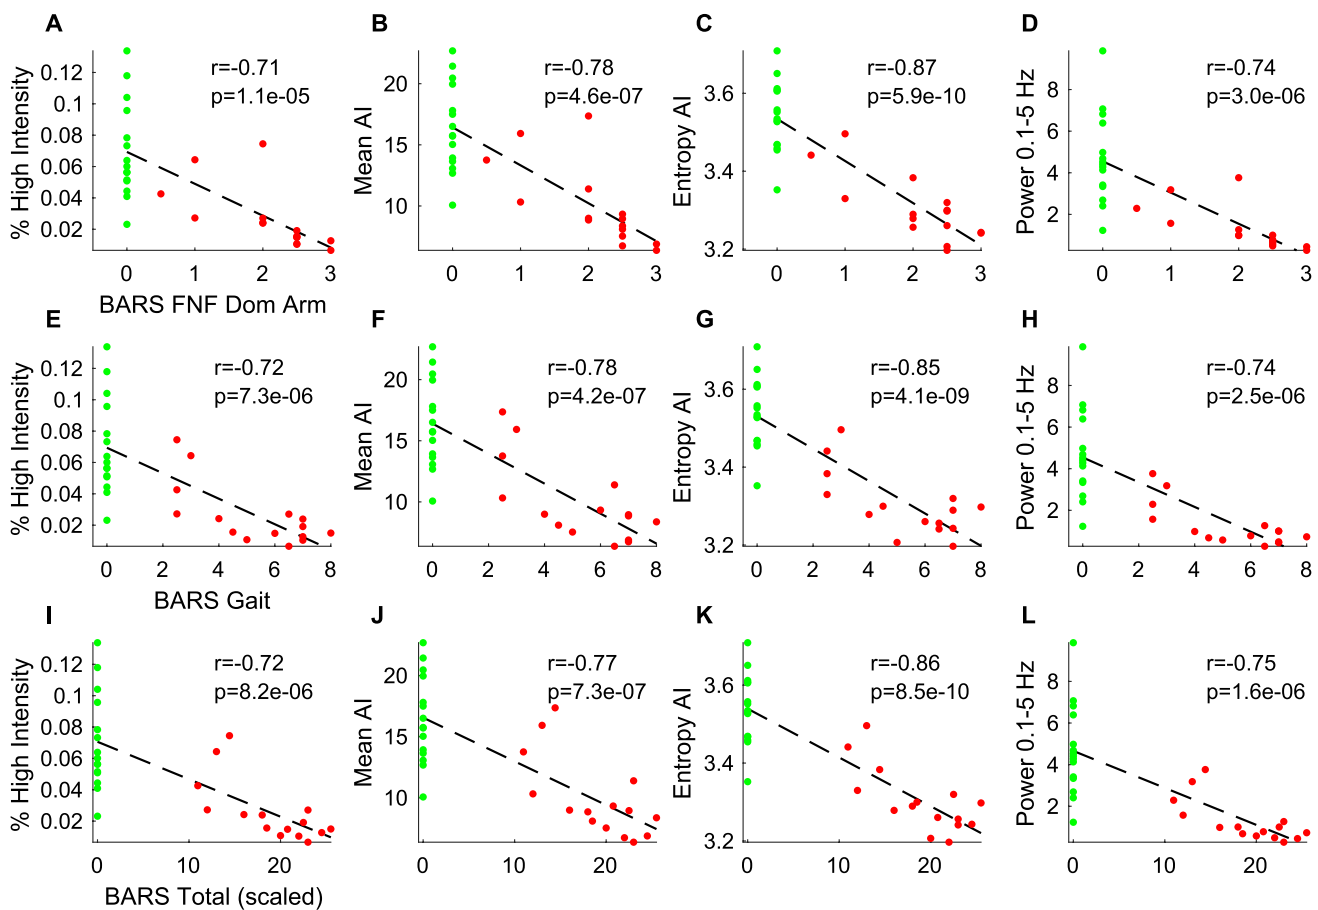 A
% High Intensity
0.12
0.1
0.08
0.06
0.04
0.02
r=-0.71
p=1.1e-05
0 1 2 3
BARS FNF Dom Arm
B
Mean AI
20
15
10
r=-0.78
p=4.6e-07
0 1 2 3
C
Entropy AI
3.6
3.4
3.2
r=-0.87
p=5.9e-10
0 1 2 3
D
Power 0.1-5 Hz
8
6
4
2
r=-0.74
p=3.0e-06
0 1 2 3
E
% High Intensity
0.12
0.1
0.08
0.06
0.04
0.02
r=-0.72
p=7.3e-06
0 2 4 6 8
BARS Gait
F
Mean AI
20
15
10
r=-0.78
p=4.2e-07
0 2 4 6 8
G
Entropy AI
3.6
3.4
3.2
r=-0.85
p=4.1e-09
0 2 4 6 8
H
Power 0.1-5 Hz
8
6
4
2
r=-0.74
p=2.5e-06
0 2 4 6 8
I
% High Intensity
0.12
0.1
0.08
0.06
0.04
0.02
r=-0.72
p=8.2e-06
0 10 20
BARS Total (scaled)
J
Mean AI
20
15
10
r=-0.77
p=7.3e-07
0 10 20
K
Entropy AI
3.6
3.4
3.2
r=-0.86
p=8.5e-10
0 10 20
L
Power 0.1-5 Hz
8
6
4
2
r=-0.75
p=1.6e-06
0 10 20